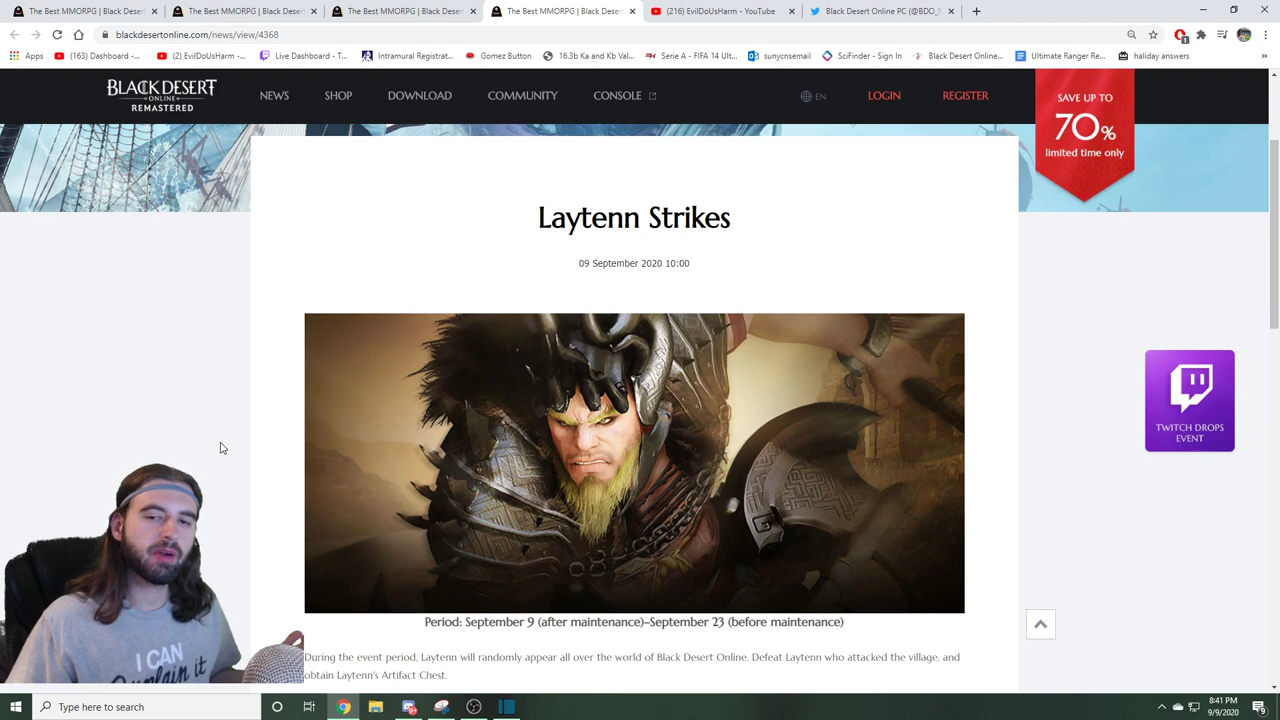 The Best MMORPG | Black Deser
The Best MMORPG | Black Deser
The Best MMORPG | Black Deser
The Best MMORPG | Black Deser
(216) EvilDoUsHarm - YouTube
Black Desert Online PC (@BDO_N
blackdesertonline.com/news/view/4368
Apps
(163) Dashboard -...
(2) EvilDoUsHarm -...
Live Dashboard - T...
Intramural Registrat...
Gomez Button
16.3b Ka and Kb Val...
Serie A - FIFA 14 Ult...
sunycnsemail
SciFinder - Sign In
Black Desert Online...
Ultimate Ranger Re...
haliday answers
BLACK DESERT
ONLINE
REMASTERED
NEWS
SHOP
DOWNLOAD
COMMUNITY
CONSOLE
EN
LOGIN
REGISTER
SAVE UP TO
70%
limited time only
Laytenn Strikes
09 September 2020 10:00
TWITCH DROPS
EVENT
I CAN
Explain it
Period: September 9 (after maintenance)–September 23 (before maintenance)
During the event period, Laytenn will randomly appear all over the world of Black Desert Online. Defeat Laytenn who attacked the village, and
obtain Laytenn's Artifact Chest.
Type here to search
8:41 PM
9/9/2020